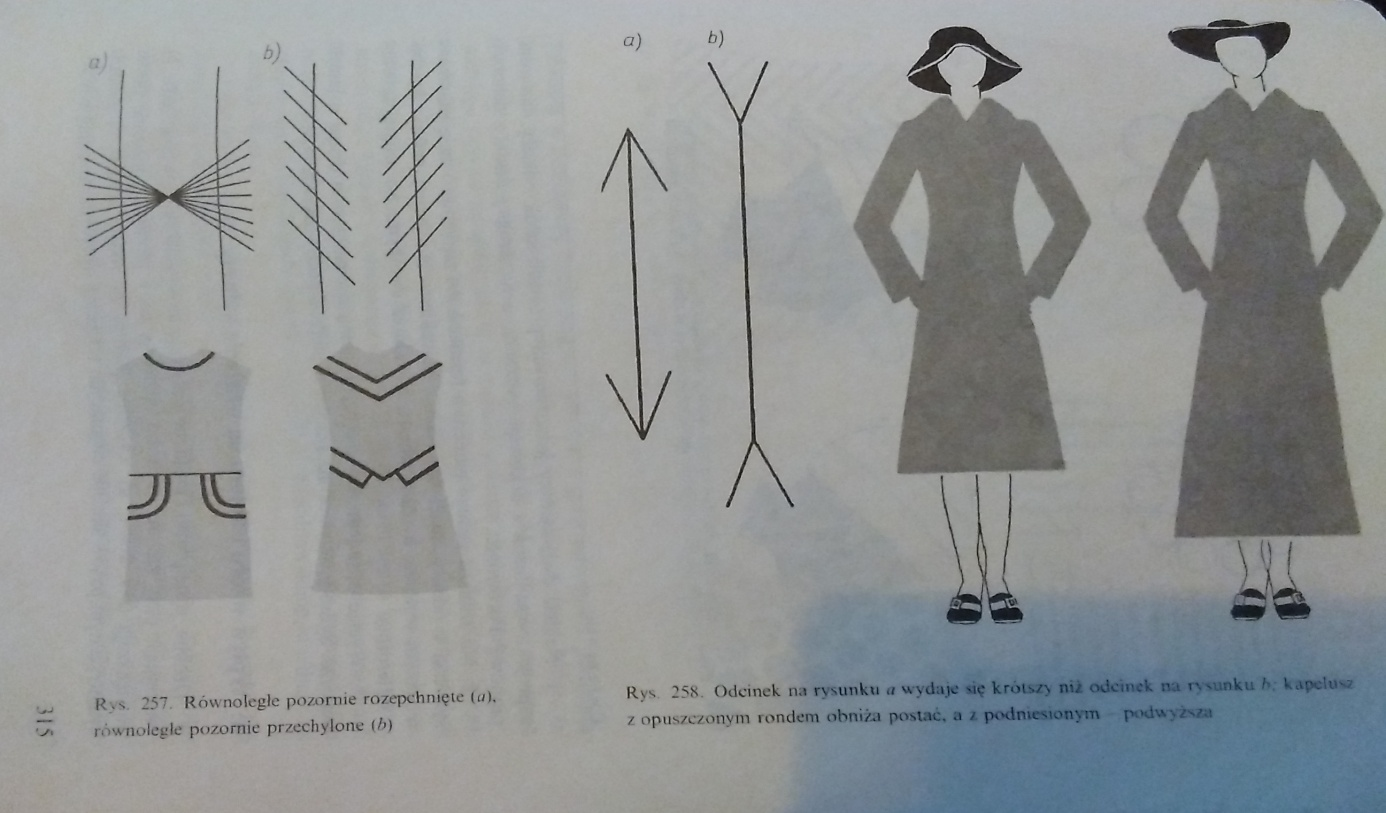 a)
b)
a)
b)
Rys. 257. Równoległe pozornie rozepchnięte (a),
równoległe pozornie przechylone (b)
Rys. 258. Odcinek na rysunku a wydaje się krótszy niż odcinek na rysunku b; kapelusz
z opuszczonym rondem obniża postać, a z podniesionym – podwyższa
315